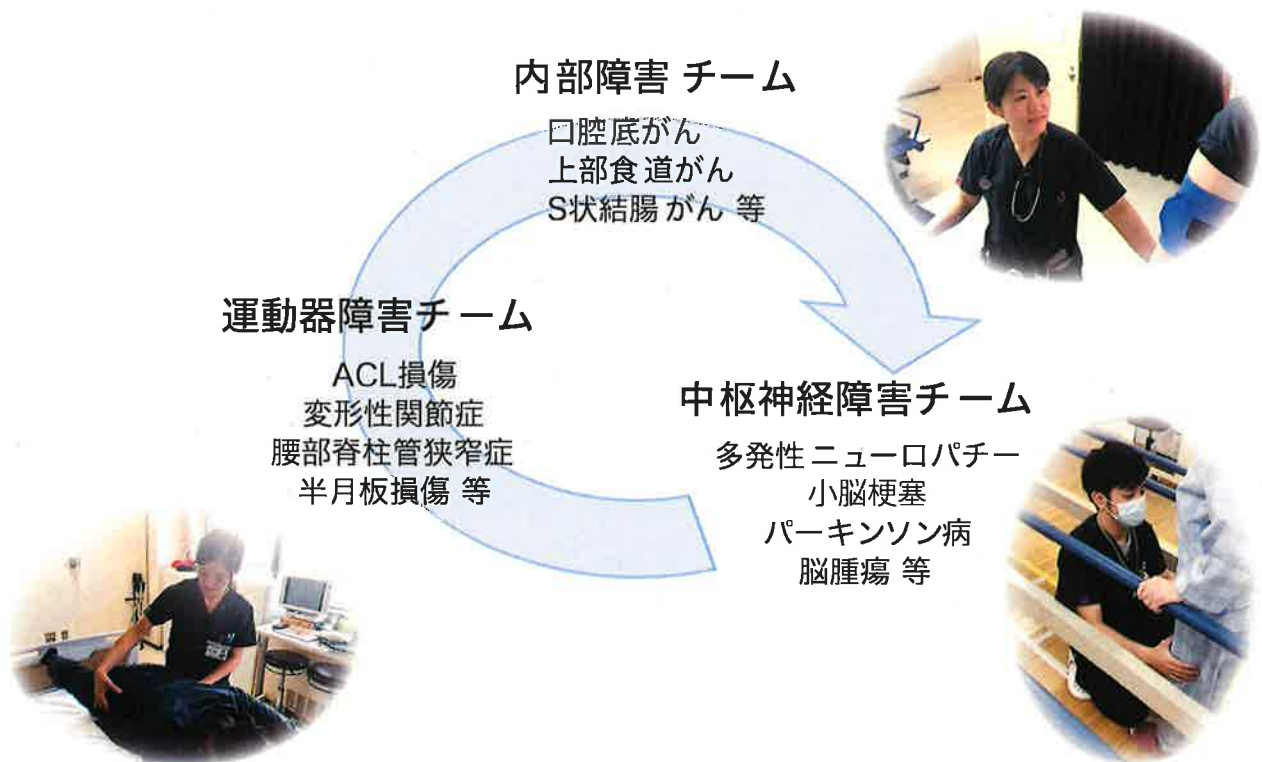 内部障害 チーム
口腔底がん
上部食道がん
S状結腸がん 等
運動器障害チーム
ACL損傷
変形性関節症
腰部脊柱管狭窄症
半月板損傷 等
中枢神経障害チーム
多発性ニューロパチー
小脳梗塞
パーキンソン病
脳腫瘍 等